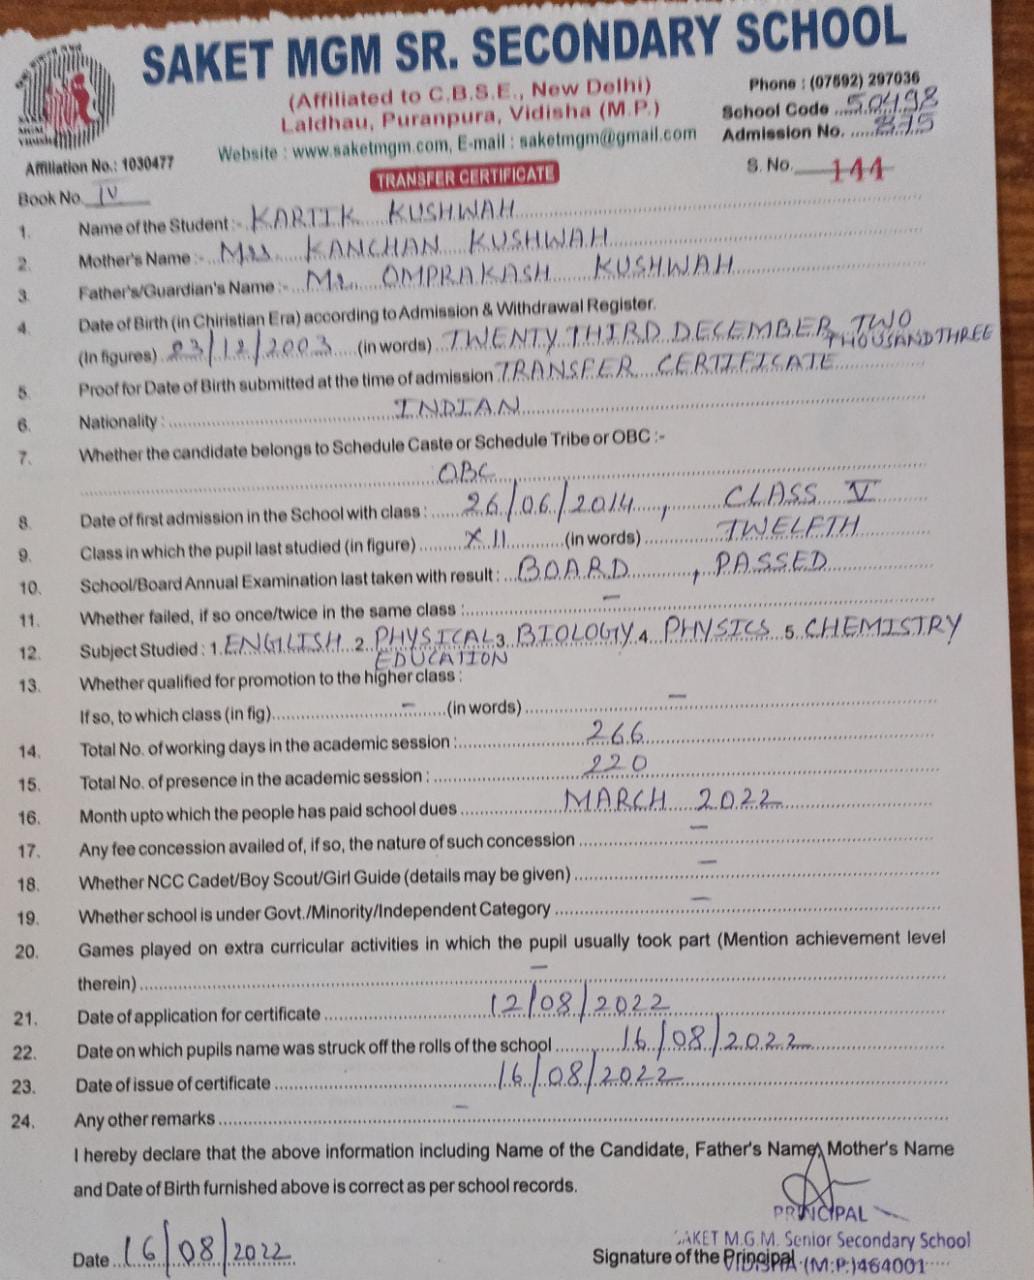 SAKET MGM SR. SECONDARY SCHOOL
(Affiliated to C.B.S.E., New Delhi)
Laldhau, Puranpura, Vidisha (M.P.)
Website : www.saketmgm.com, E-mail : saketmgm@gmail.com
Phone : (07592) 297036
School Code ..50498
Admission No. ....875
Affiliation No.: 1030477
Book No. IV
TRANSFER CERTIFICATE
S. No. 144
1. Name of the Student :- KARTIK KUSHWAH
2. Mother's Name :- Mrs KANCHAN KUSHWAH
3. Father's/Guardian's Name :- Mr. OMPRAKASH KUSHWAH
4. Date of Birth (in Chiristian Era) according to Admission & Withdrawal Register.
(In figures) 23/12/2003 (in words) TWENTY THIRD DECEMBER TWO THOUSAND THREE
5. Proof for Date of Birth submitted at the time of admission TRANSFER CERTIFICATE
6. Nationality : INDIAN
7. Whether the candidate belongs to Schedule Caste or Schedule Tribe or OBC :-
OBC
8. Date of first admission in the School with class : 26/06/2014, CLASS V
9. Class in which the pupil last studied (in figure) XII (in words) TWELFTH
10. School/Board Annual Examination last taken with result : BOARD, PASSED
11. Whether failed, if so once/twice in the same class : –
12. Subject Studied : 1. ENGLISH 2. PHYSICAL EDUCATION 3. BIOLOGY 4. PHYSICS 5. CHEMISTRY
13. Whether qualified for promotion to the higher class :
If so, to which class (in fig) – (in words) –
14. Total No. of working days in the academic session : 266
15. Total No. of presence in the academic session : 220
16. Month upto which the people has paid school dues MARCH 2022
17. Any fee concession availed of, if so, the nature of such concession –
18. Whether NCC Cadet/Boy Scout/Girl Guide (details may be given) –
19. Whether school is under Govt./Minority/Independent Category –
20. Games played on extra curricular activities in which the pupil usually took part (Mention achievement level
therein) –
21. Date of application for certificate 12/08/2022
22. Date on which pupils name was struck off the rolls of the school 16/08/2022
23. Date of issue of certificate 16/08/2022
24. Any other remarks –
I hereby declare that the above information including Name of the Candidate, Father's Name, Mother's Name
and Date of Birth furnished above is correct as per school records.
PRINCIPAL
SAKET M.G.M. Senior Secondary School
VIDISHA (M.P.) 464001
Date 16/08/2022
Signature of the Principal